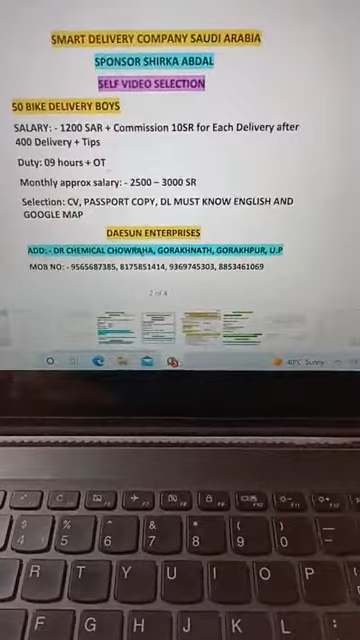 SMART DELIVERY COMPANY SAUDI ARABIA
SPONSOR SHIRKA ABDAL
SELF VIDEO SELECTION
50 BIKE DELIVERY BOYS
SALARY: - 1200 SAR + Commission 10SR for Each Delivery after
400 Delivery + Tips
Duty: 09 hours + OT
Monthly approx salary: - 2500 – 3000 SR
Selection: CV, PASSPORT COPY, DL MUST KNOW ENGLISH AND
GOOGLE MAP
DAESUN ENTERPRISES
ADD: - DR CHEMICAL CHOWRAHA, GORAKHNATH, GORAKHPUR, U.P
MOB NO: - 9565687385, 8175851414, 9369745303, 8853461069
2 of 4
40°C Sunny
$ % ^ & * ( )
4 5 6 7 8 9 0
R T Y U I O P
F G H J K L